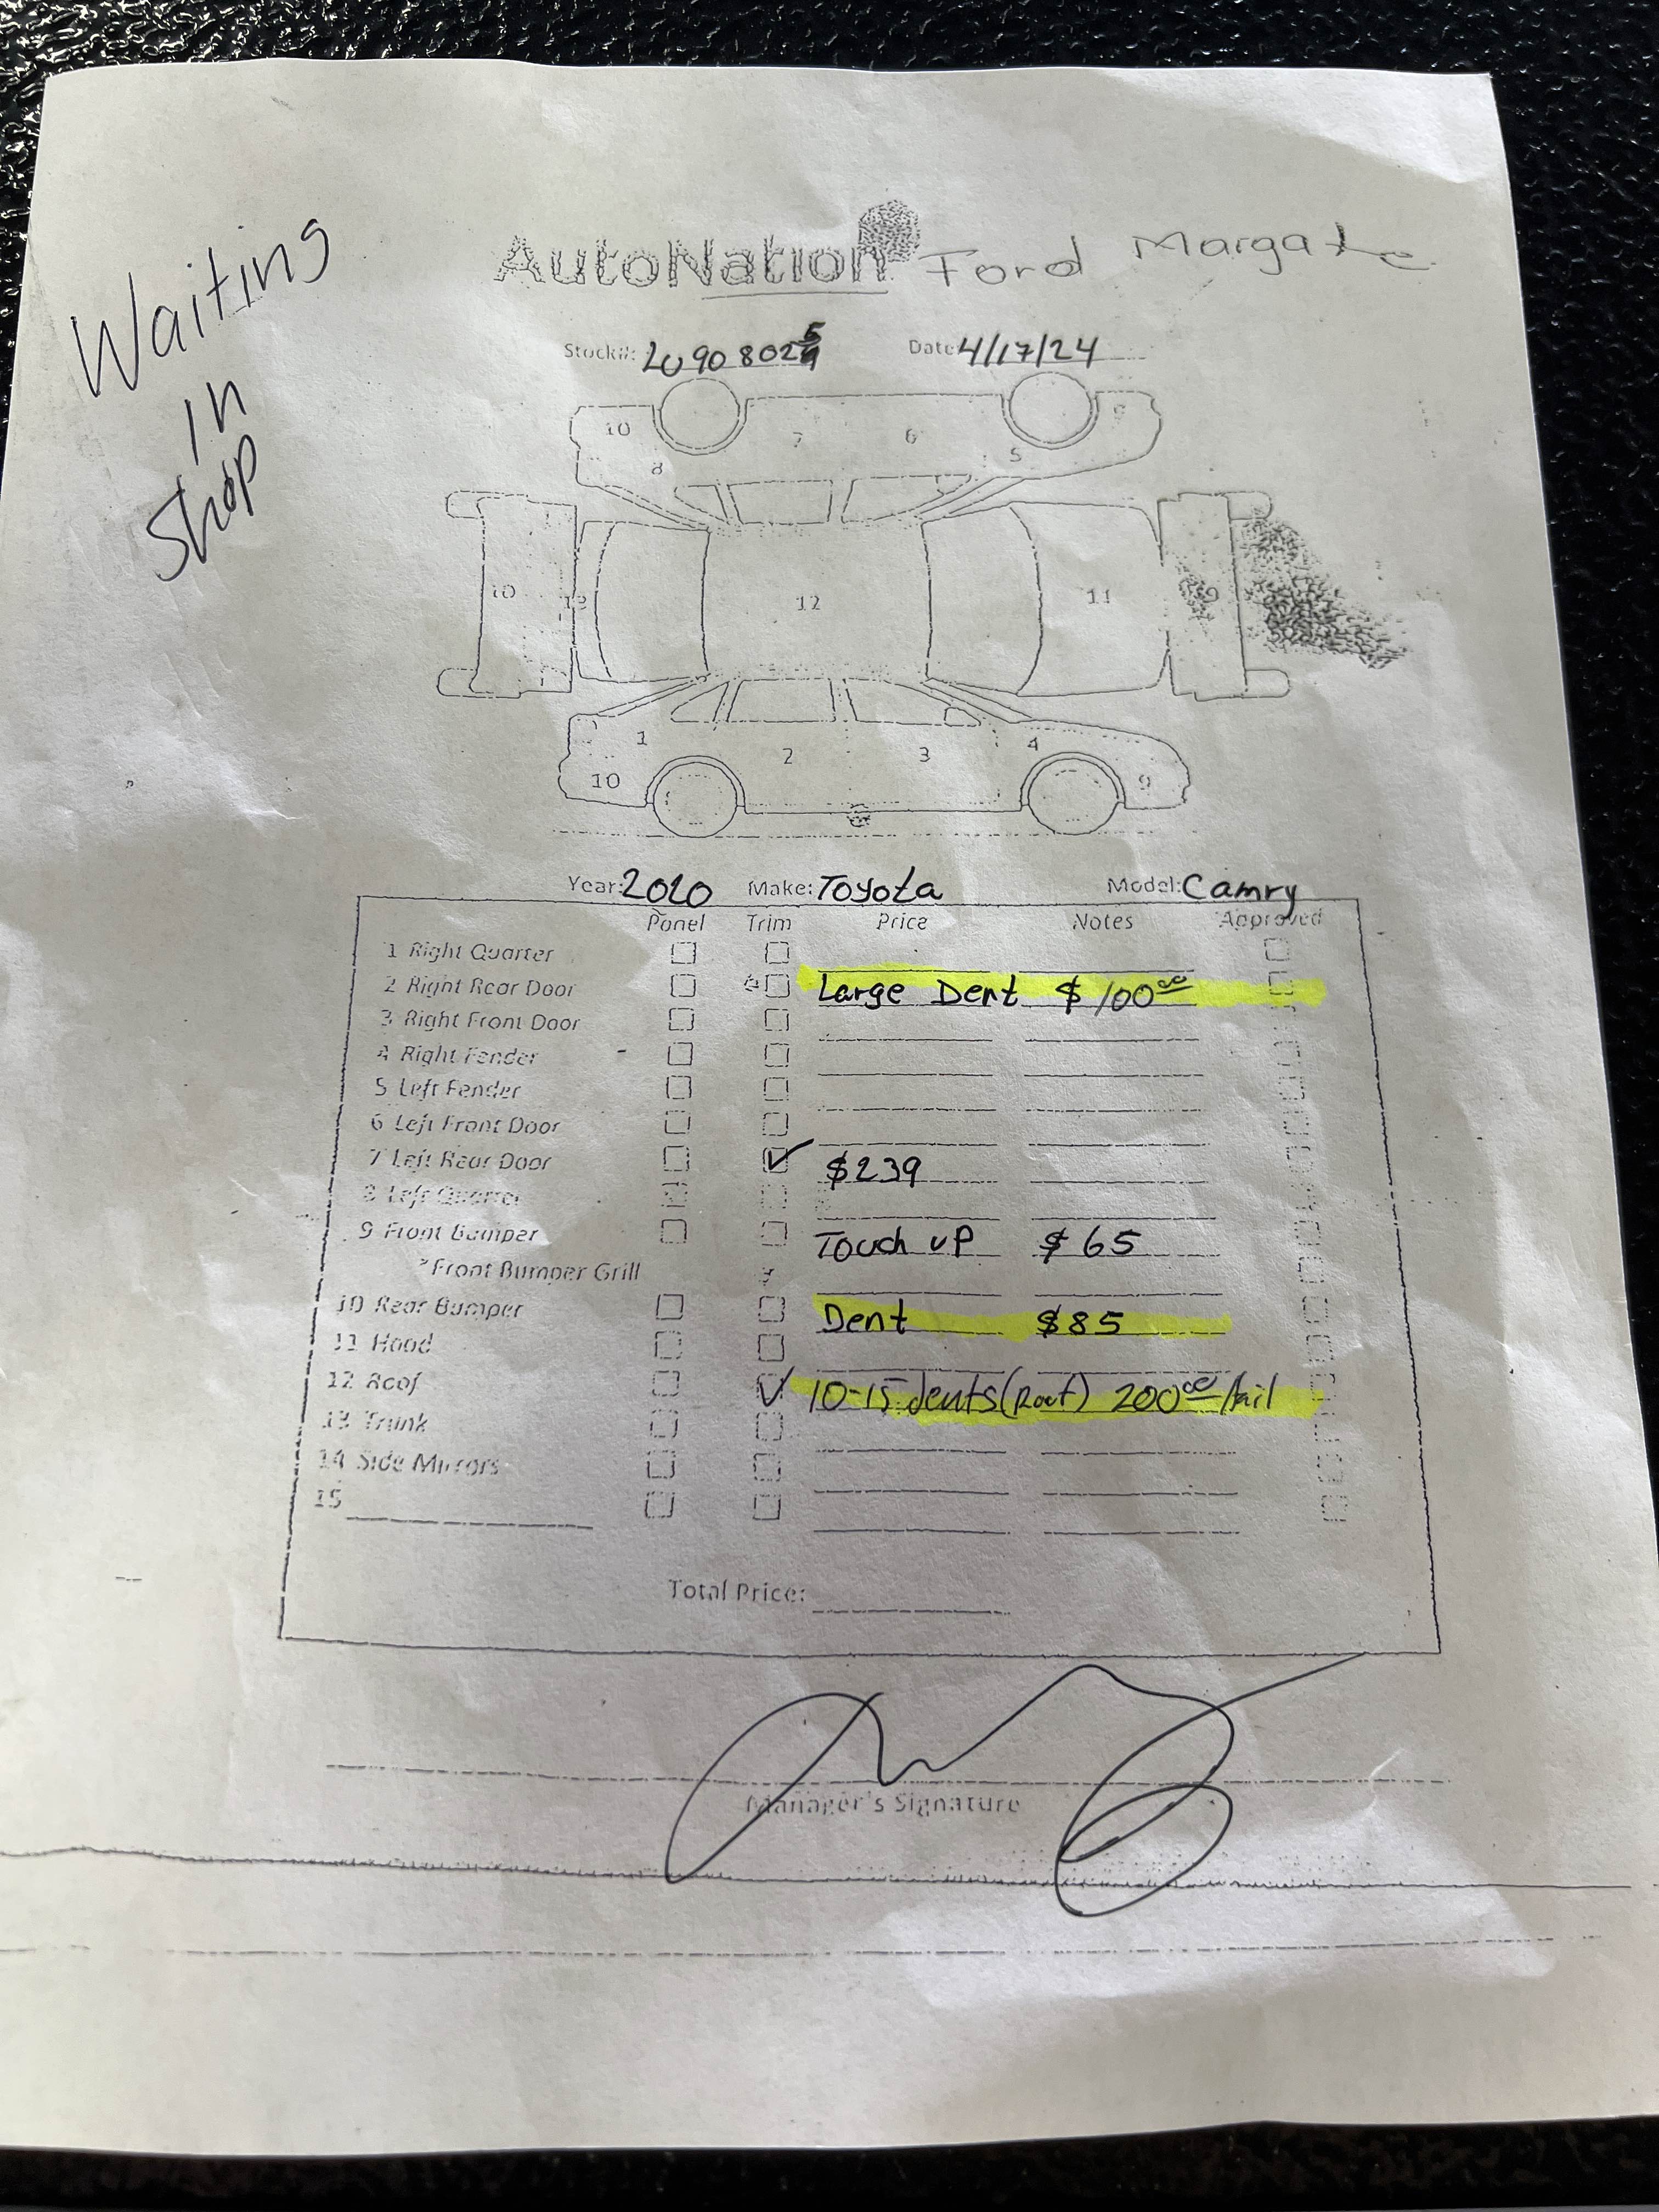 Waiting
in
Shop
AutoNation Ford Margate
Stock#: Date: 4/17/24
10 7 6 9
8 5
10 13 12 11 9
1 2 3 4
10 9
Year: 2020 Make: Toyota Model: Camry
Panel Trim Price Notes Approved
1 Right Quarter
2 Right Rear Door Large Dent $100.00
3 Right Front Door
4 Right Fender
5 Left Fender
6 Left Front Door
7 Left Rear Door ✓ $239
8 Left Quarter
9 Front Bumper Touch up $65
*Front Bumper Grill
10 Rear Bumper Dent $85
11 Hood
12 Roof ✓ 10-15 dents (Roof) 200.00
13 Trunk
14 Side Mirrors
15
Total Price:
Manager's Signature